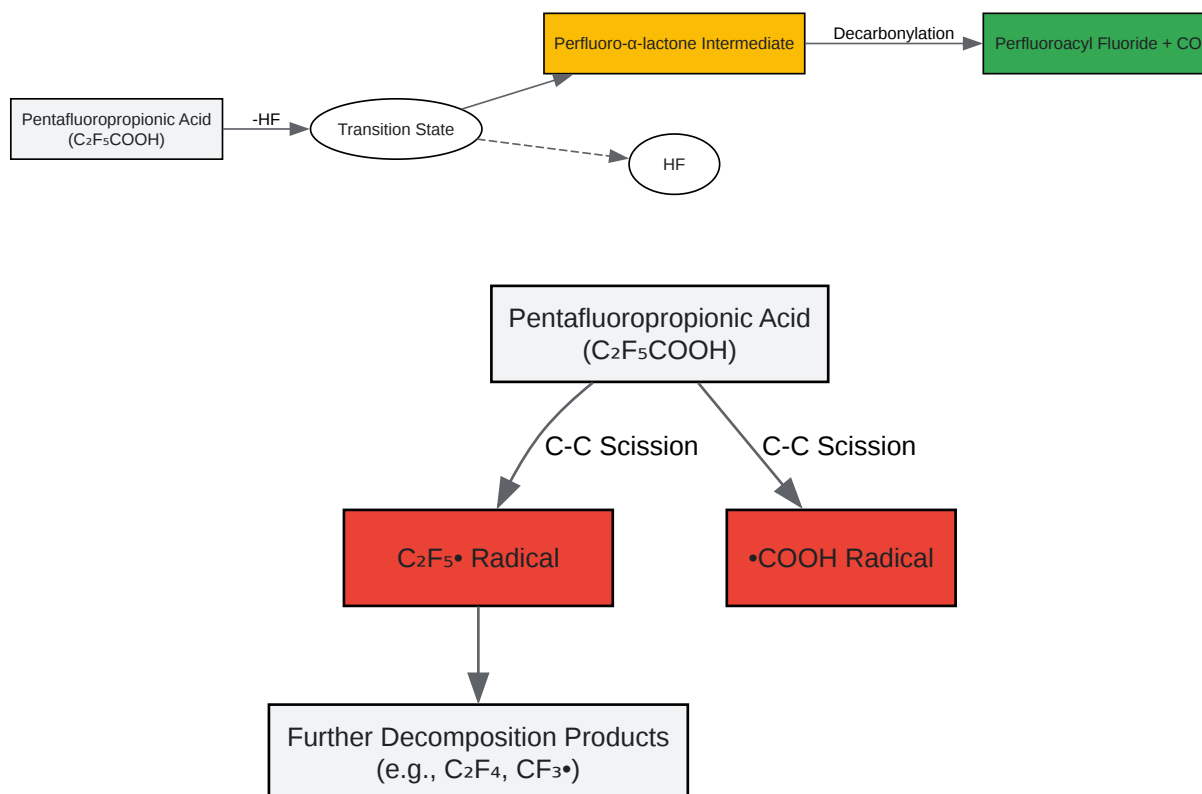 Perfluoro-α-lactone Intermediate
Decarbonylation
Perfluoroacyl Fluoride + CO
Pentafluoropropionic Acid
(C₂F₅COOH)
-HF
Transition State
HF
Pentafluoropropionic Acid
(C₂F₅COOH)
C-C Scission
C-C Scission
C₂F₅• Radical
•COOH Radical
Further Decomposition Products
(e.g., C₂F₄, CF₃•)